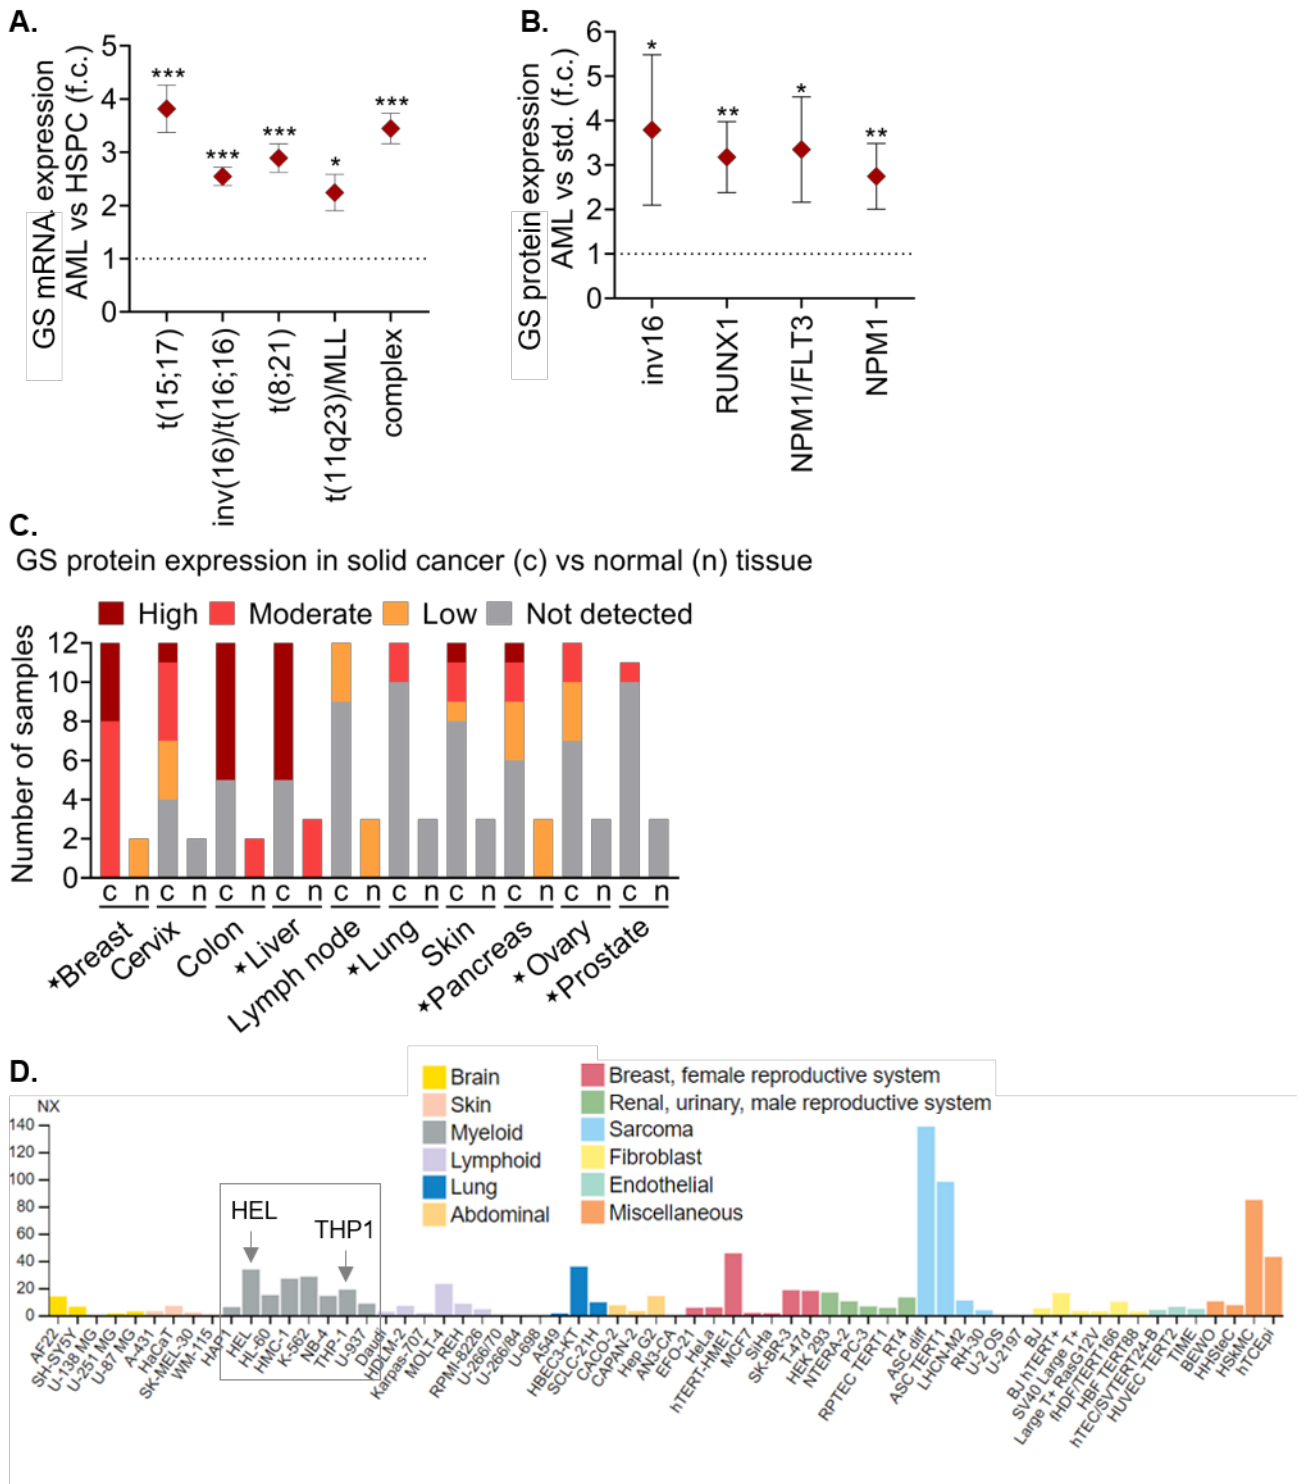 A.
GS mRNA expression
AML vs HSPC (f.c.)
5
4
3
2
1
0
***
***
***
*
***
t(15;17)
inv(16)/t(16;16)
t(8;21)
t(11q23)/MLL
complex
B.
GS protein expression
AML vs std. (f.c.)
6
5
4
3
2
1
0
*
**
*
**
inv16
RUNX1
NPM1/FLT3
NPM1
C.
GS protein expression in solid cancer (c) vs normal (n) tissue
High Moderate Low Not detected
Number of samples
12
10
8
6
4
2
0
c n c n c n c n c n c n c n c n c n c n
★Breast
Cervix
Colon
★Liver
Lymph node
★Lung
Skin
★Pancreas
★Ovary
★Prostate
D.
Brain
Skin
Myeloid
Lymphoid
Lung
Abdominal
Breast, female reproductive system
Renal, urinary, male reproductive system
Sarcoma
Fibroblast
Endothelial
Miscellaneous
NX
140
120
100
80
60
40
20
0
HEL
THP1
AF22
SH-SY5Y
U-138 MG
U-251 MG
U-87 MG
A-431
HaCaT
SK-MEL-30
WM-115
HAP1
HEL
HL-60
HMC-1
K-562
NB-4
THP-1
U-937
Daudi
HDLM-2
Karpas-707
MOLT-4
REH
RPMI-8226
U-266/70
U-266/84
U-698
A549
HBEC3-KT
SCLC-21H
CACO-2
CAPAN-2
Hep G2
AN3-CA
EFO-21
HeLa
hTERT-HME1
MCF7
SiHa
SK-BR-3
T-47d
HEK 293
NTERA-2
PC-3
RPTEC TERT1
RT4
ASC diff
ASC TERT1
LHCN-M2
RH-30
U-2 OS
U-2197
BJ
BJ hTERT+
SV40 Large T+
Large T+ RasG12V
fHDF/TERT166
HBF TERT88
hTEC/SVTERT24-B
HUVEC TERT2
TIME
BEWO
HHSteC
HSkMC
hTCEpi